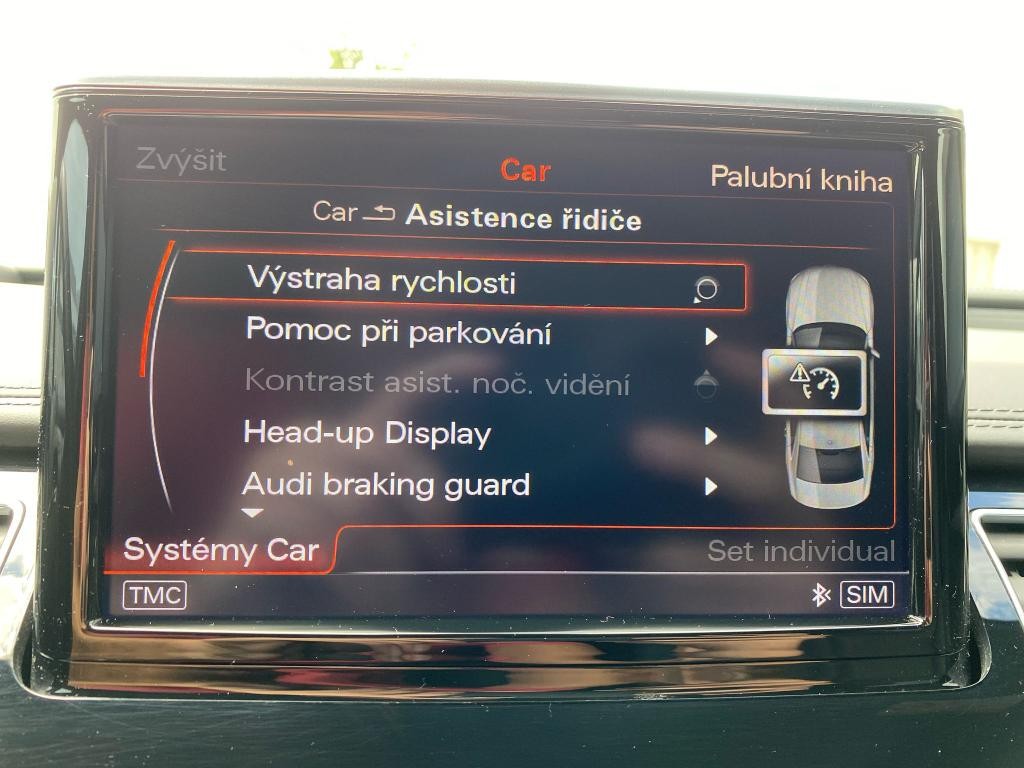 Zvýšit
Car
Palubní kniha
Car Asistence řidiče
Výstraha rychlosti
Pomoc při parkování
Kontrast asist. noč. vidění
Head-up Display
Audi braking guard
Systémy Car
Set individual
TMC
SIM